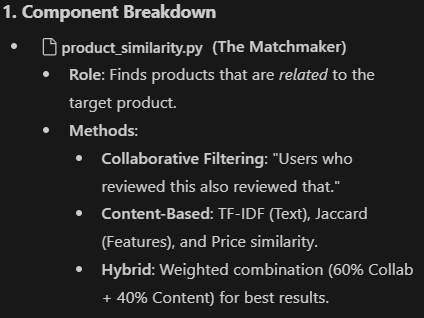 1. Component Breakdown
• product_similarity.py (The Matchmaker)
• Role: Finds products that are related to the
target product.
• Methods:
• Collaborative Filtering: "Users who
reviewed this also reviewed that."
• Content-Based: TF-IDF (Text), Jaccard
(Features), and Price similarity.
• Hybrid: Weighted combination (60% Collab
+ 40% Content) for best results.